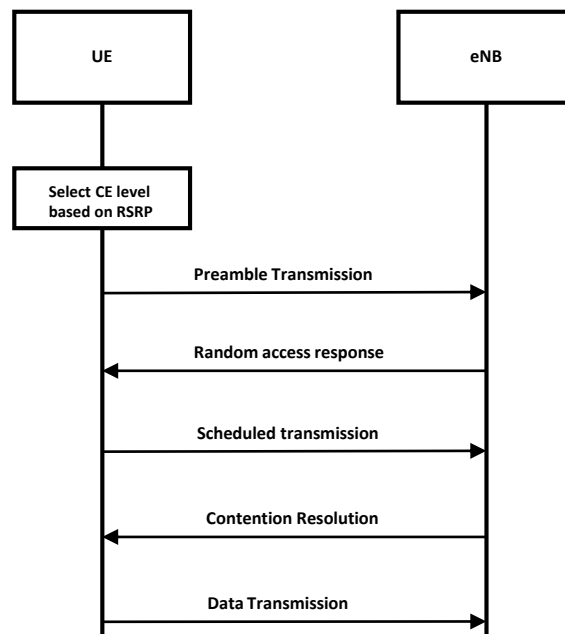 UE
eNB
Select CE level
based on RSRP
Preamble Transmission
Random access response
Scheduled transmission
Contention Resolution
Data Transmission